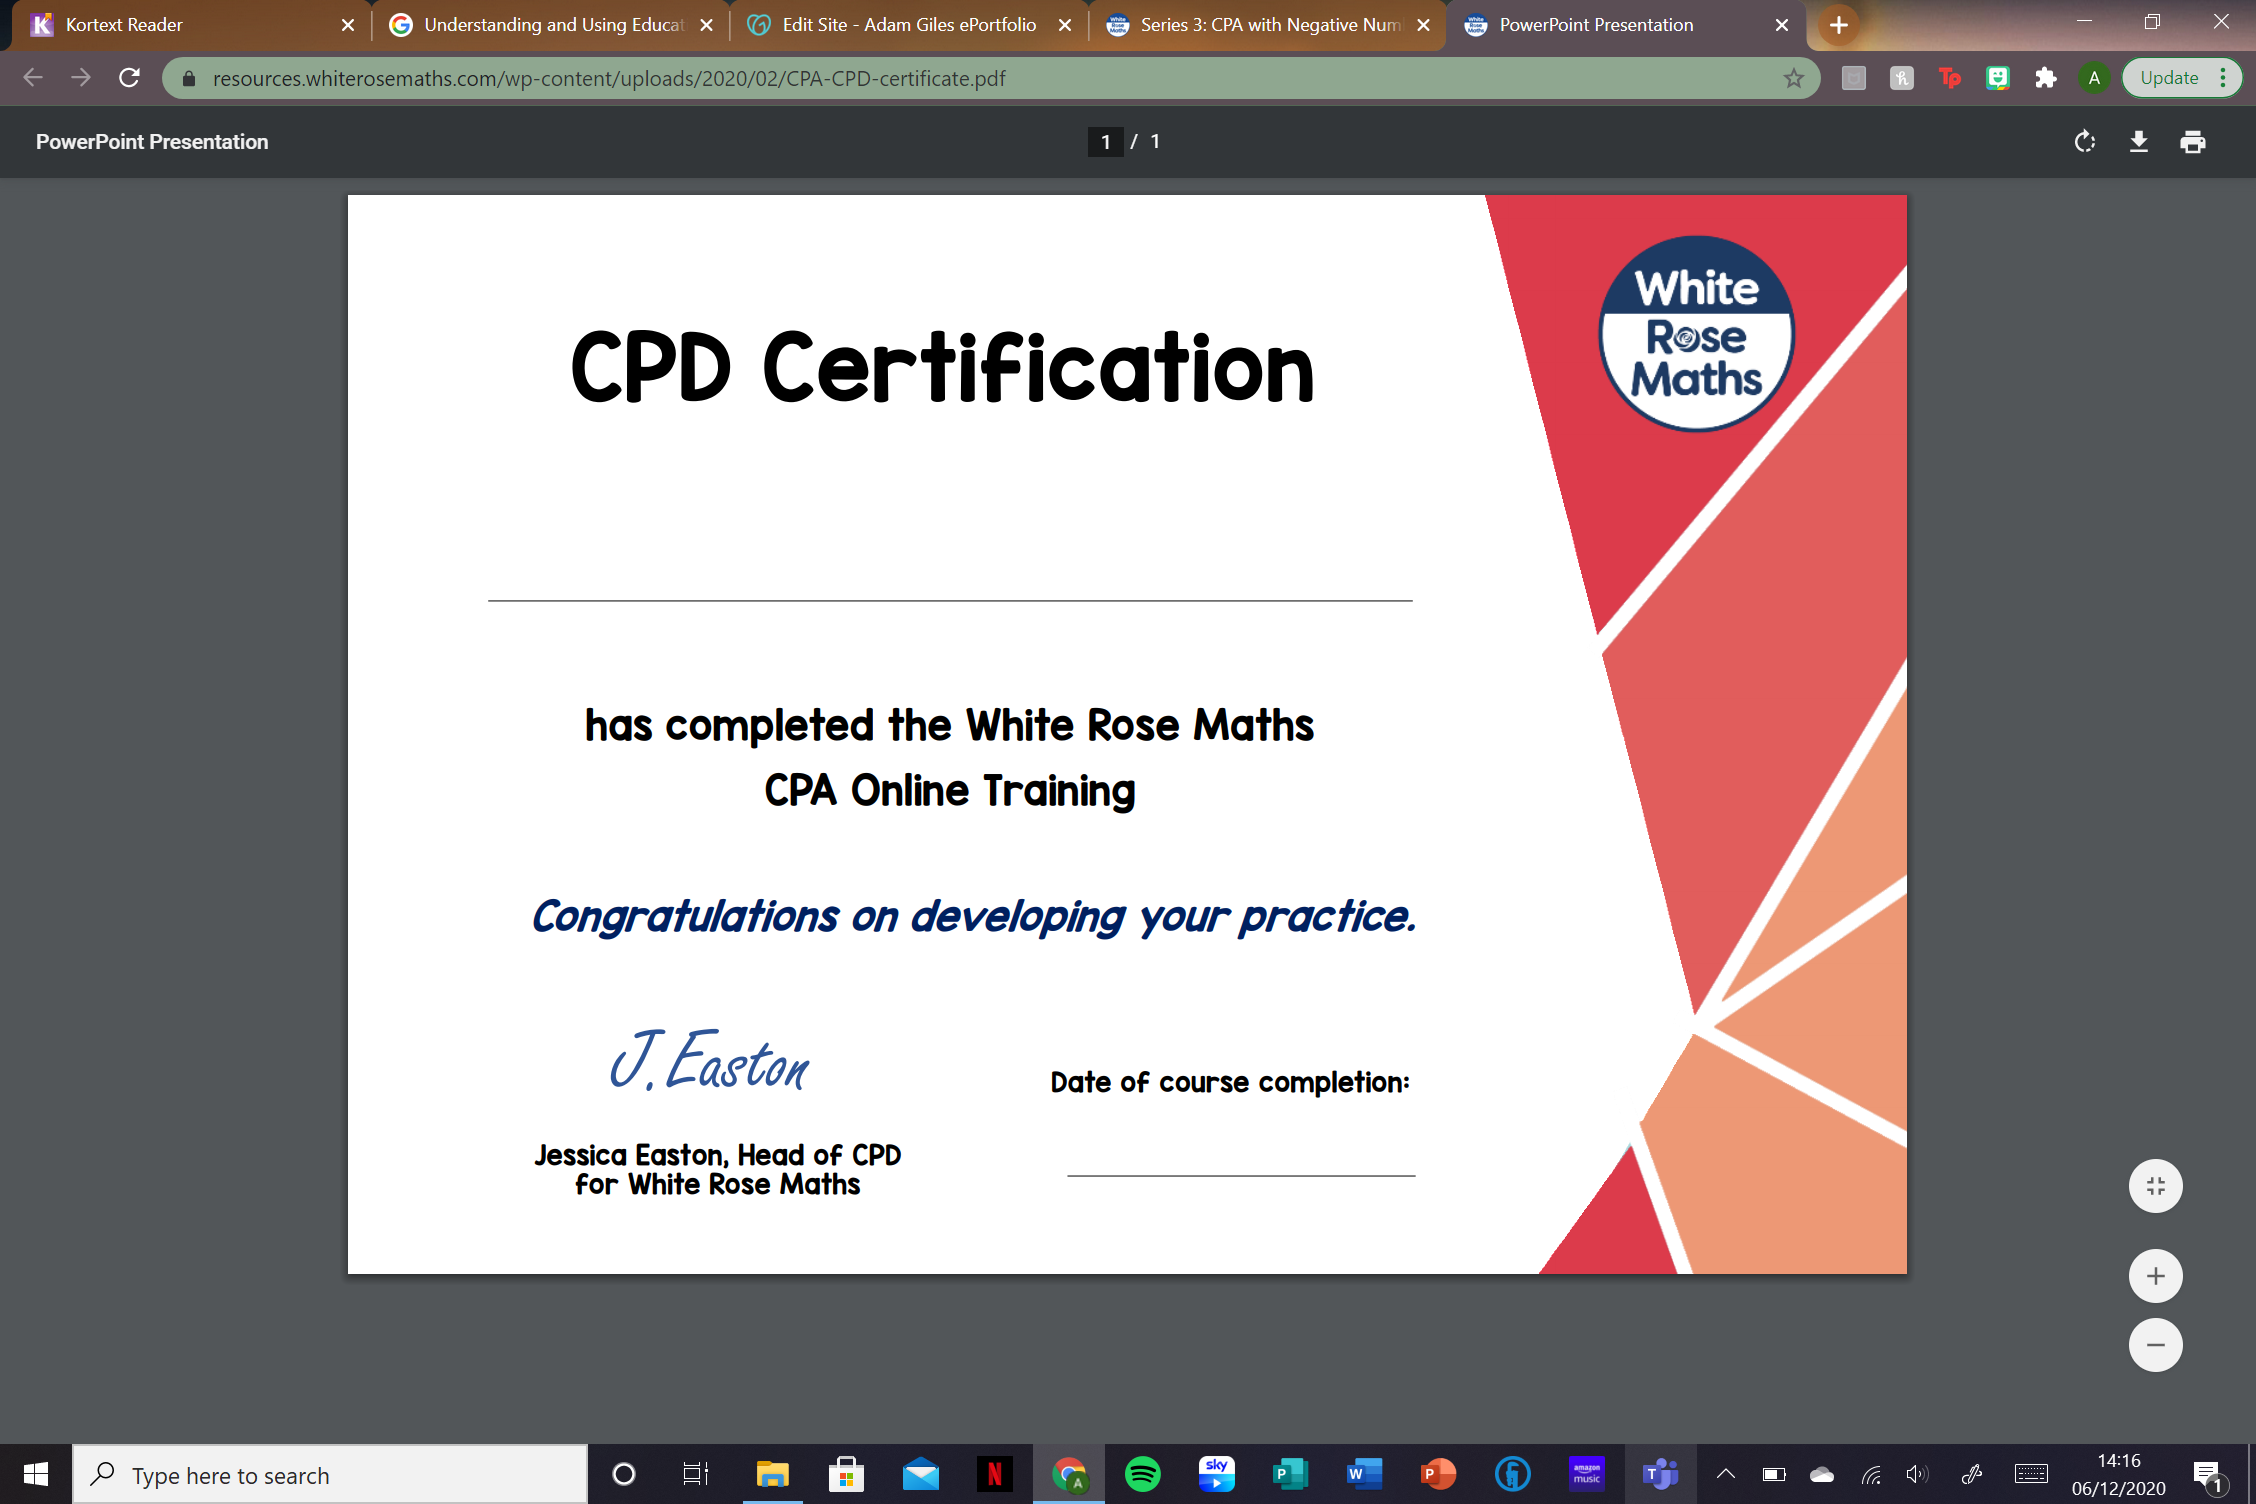 Kortext Reader
Understanding and Using Educat
Edit Site - Adam Giles ePortfolio
Series 3: CPA with Negative Num
PowerPoint Presentation
resources.whiterosemaths.com/wp-content/uploads/2020/02/CPA-CPD-certificate.pdf
A
Update
PowerPoint Presentation
1 / 1
White
Rose
Maths
CPD Certification
has completed the White Rose Maths
CPA Online Training
Congratulations on developing your practice.
J. Easton
Date of course completion:
Jessica Easton, Head of CPD
for White Rose Maths
Type here to search
sky
amazon
music
14:16
06/12/2020
1